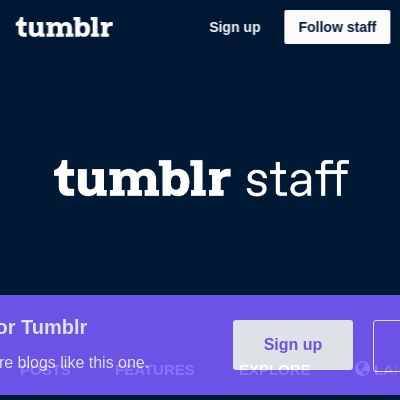 tumblr Sign up Follow staff
tumblr staff
or Tumblr
Sign up
re blogs like this one.
POSTS FEATURES EXPLORE LA